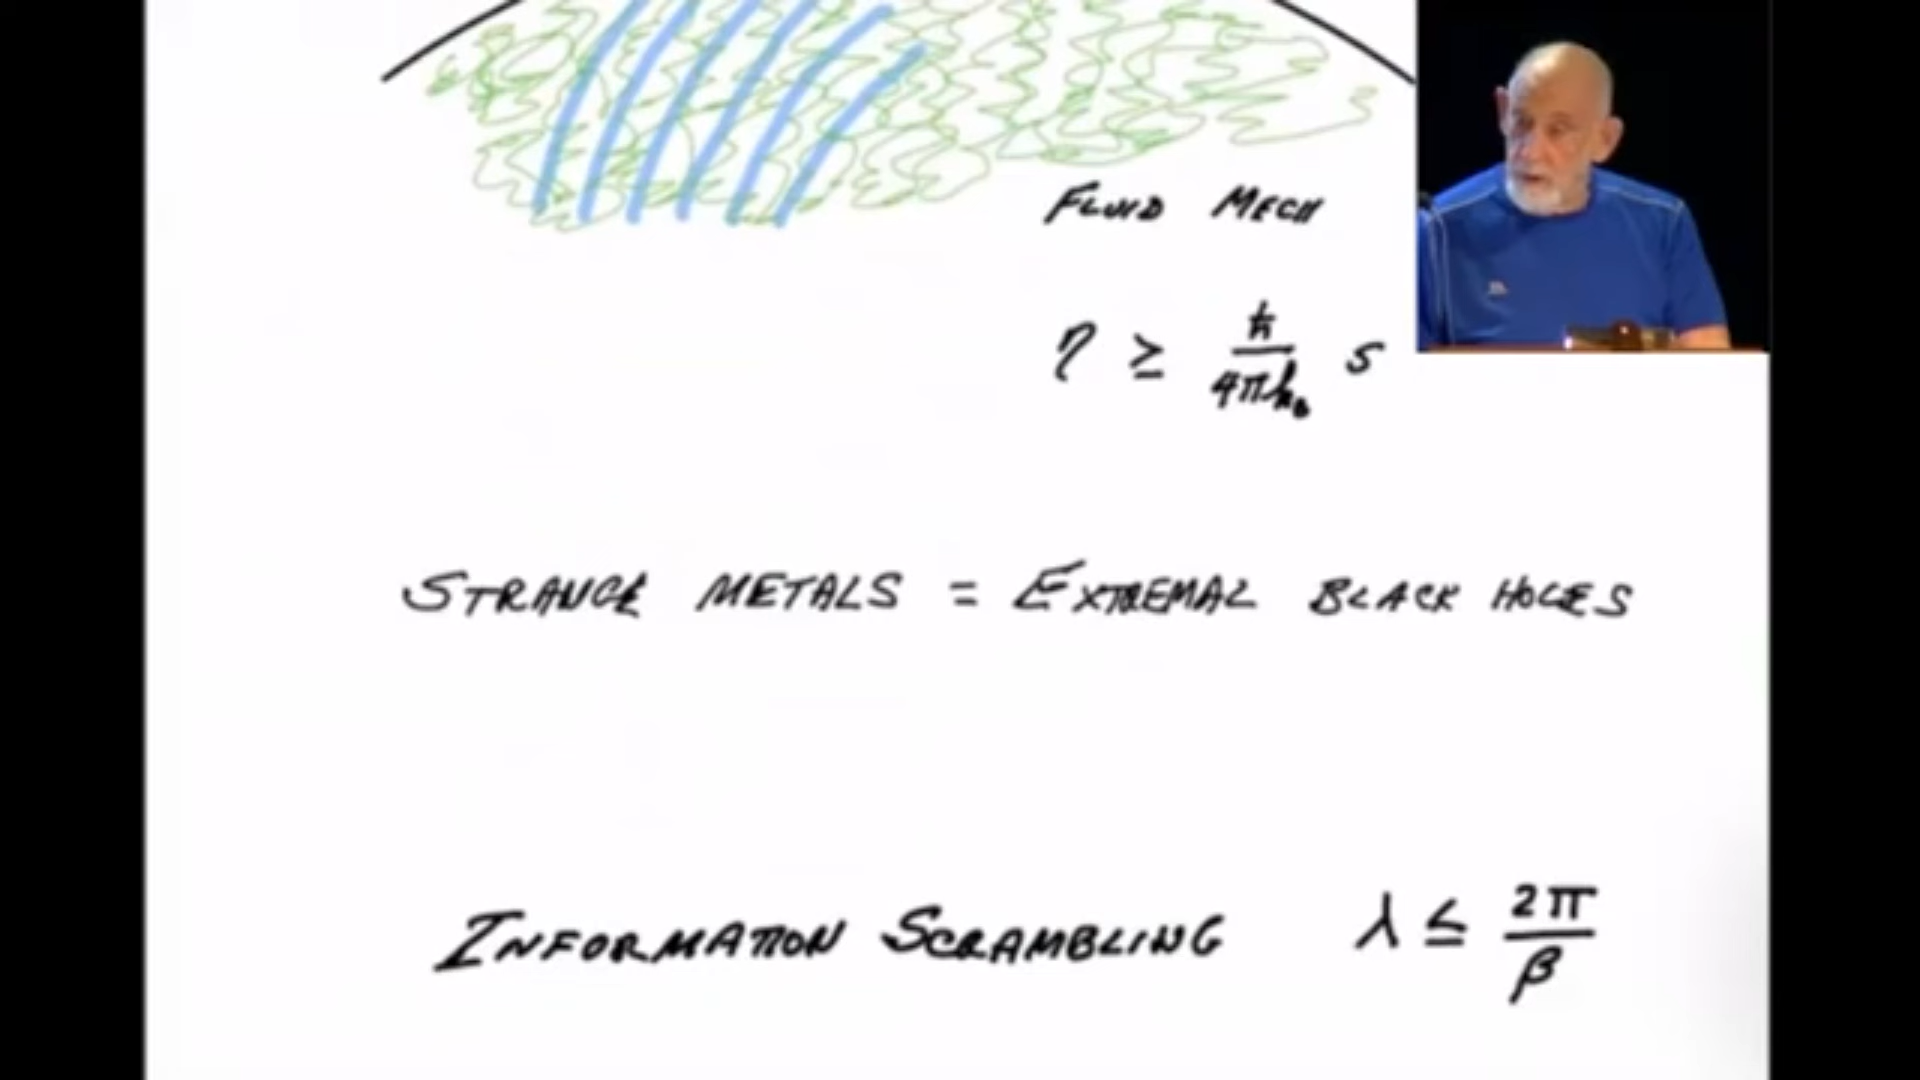 FLUID MECH
η ≥ ħ/4πk_B s
STRANGE METALS = EXTREMAL BLACK HOLES
INFORMATION SCRAMBLING λ ≤ 2π/β